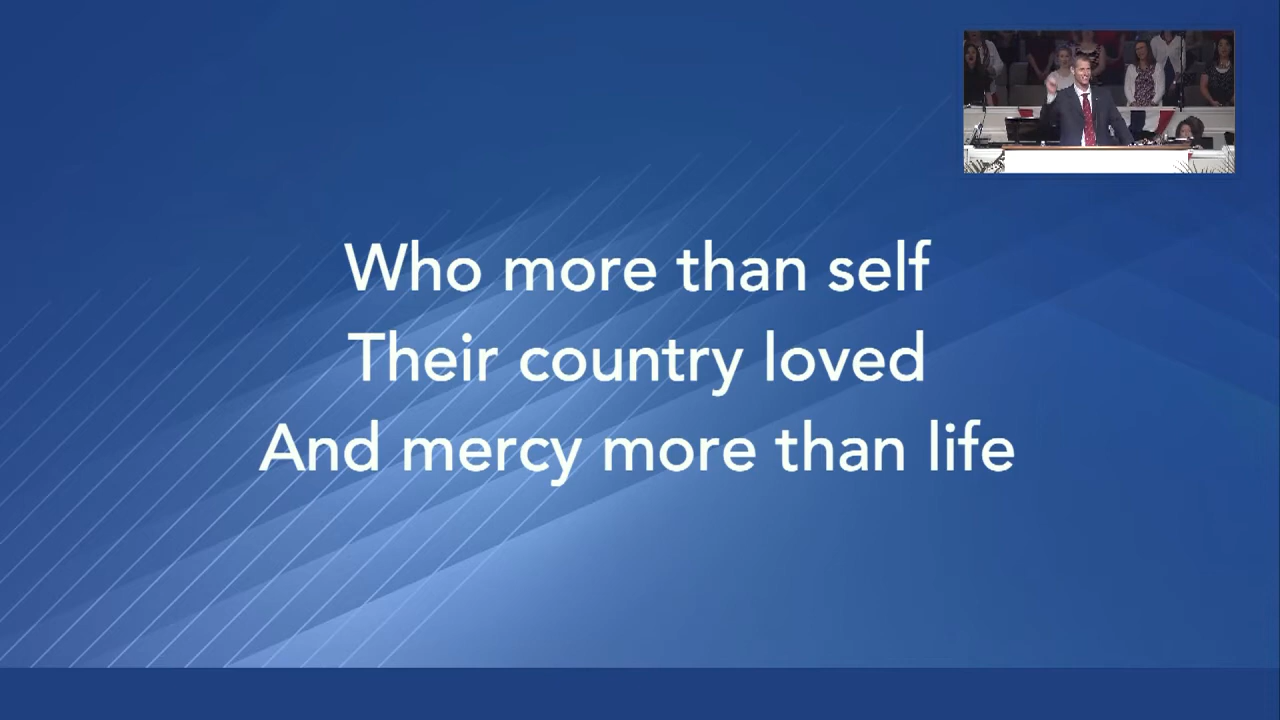 Who more than self
Their country loved
And mercy more than life